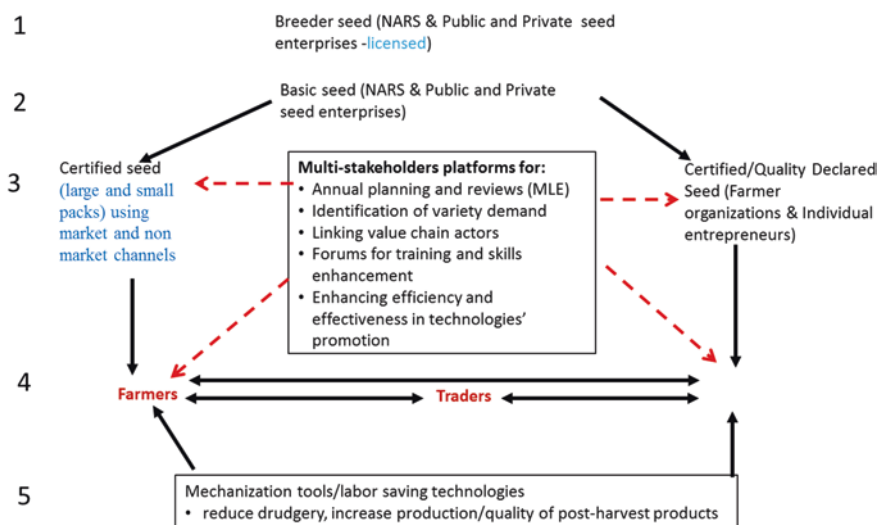 1
Breeder seed (NARS & Public and Private seed
enterprises -licensed)
2
Basic seed (NARS & Public and Private
seed enterprises)
3
Certified seed
(large and small
packs) using
market and non
market channels
Multi-stakeholders platforms for:
• Annual planning and reviews (MLE)
• Identification of variety demand
• Linking value chain actors
• Forums for training and skills
enhancement
• Enhancing efficiency and
effectiveness in technologies’
promotion
Certified/Quality Declared
Seed (Farmer
organizations & Individual
entrepreneurs)
4
Farmers
Traders
5
Mechanization tools/labor saving technologies
• reduce drudgery, increase production/quality of post-harvest products